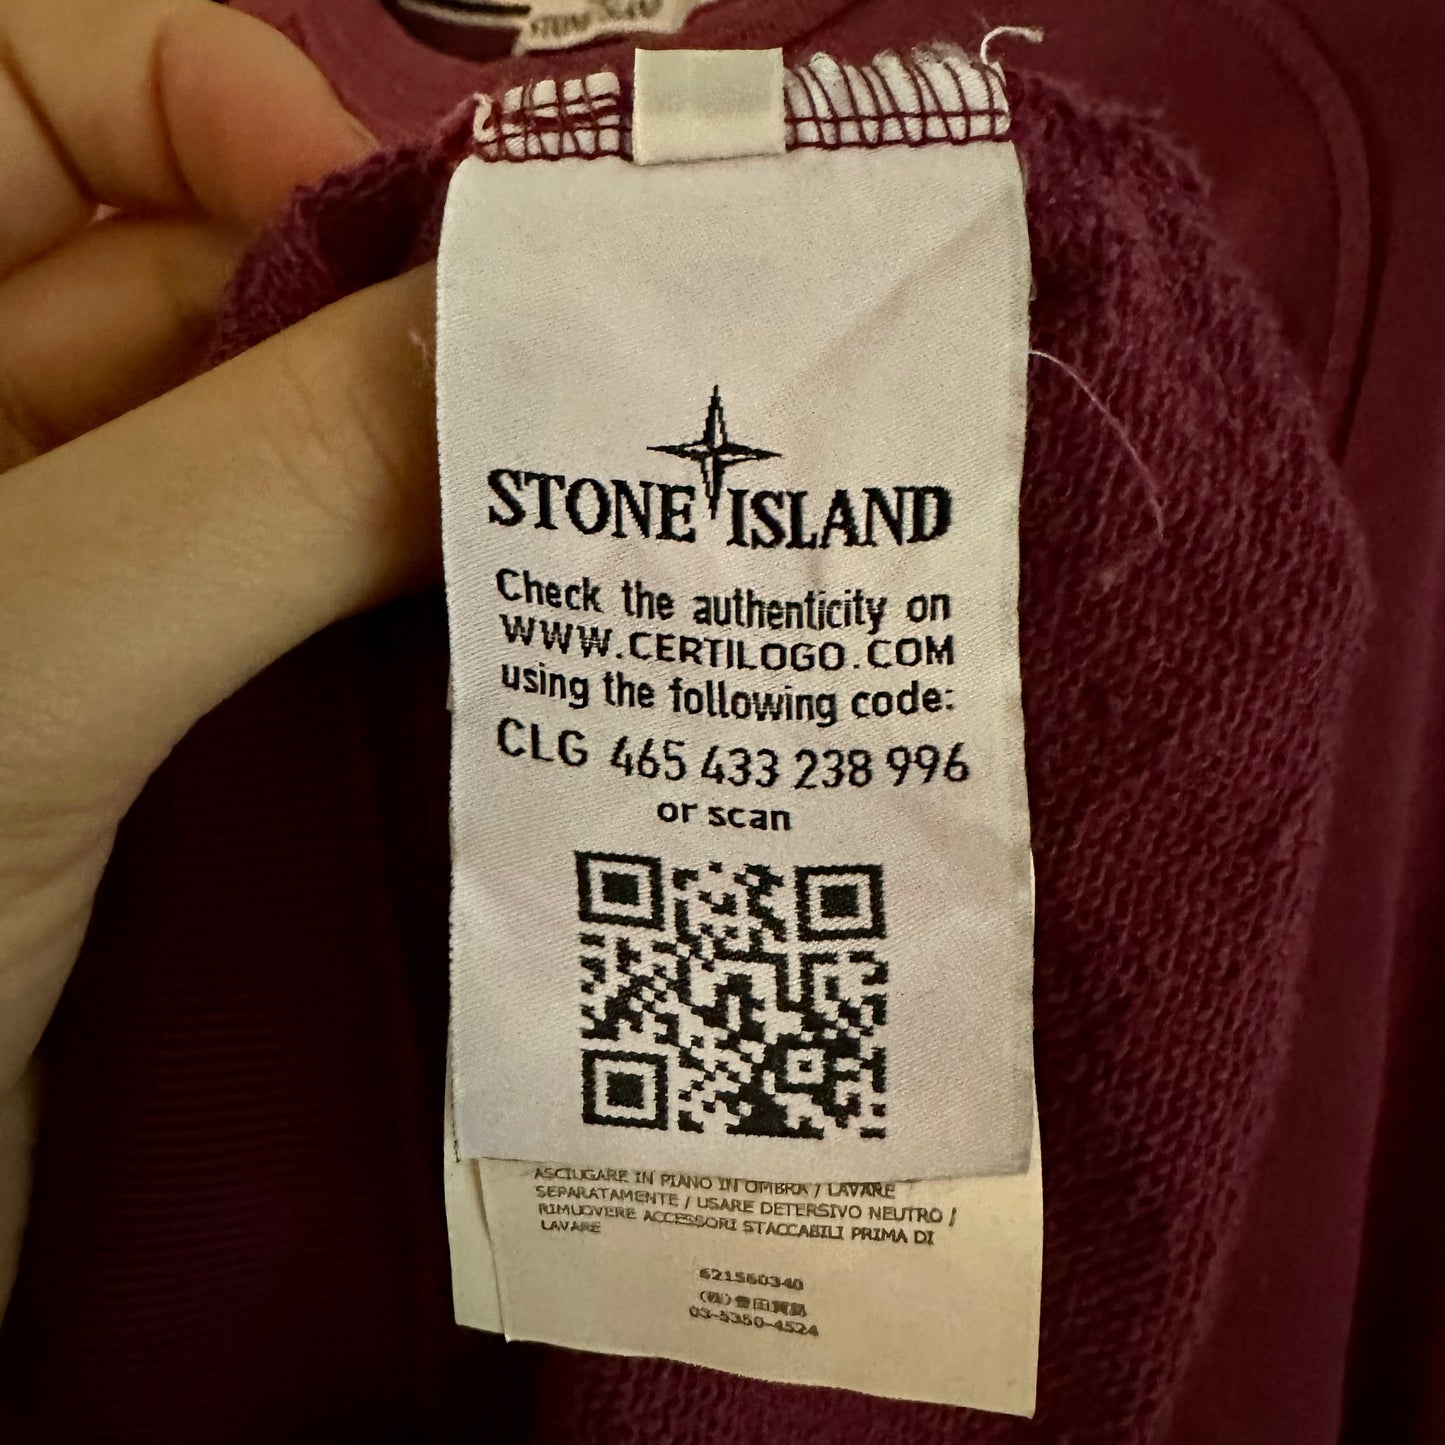 STONE ISLAND
Check the authenticity on
WWW.CERTILOGO.COM
using the following code:
CLG 465 433 238 996
or scan
ASCIUGARE IN PIANO IN OMBRA / LAVARE
SEPARATAMENTE / USARE DETERSIVO NEUTRO /
RIMUOVERE ACCESSORI STACCABILI PRIMA DI
LAVARE
621560340
03-5350-4524